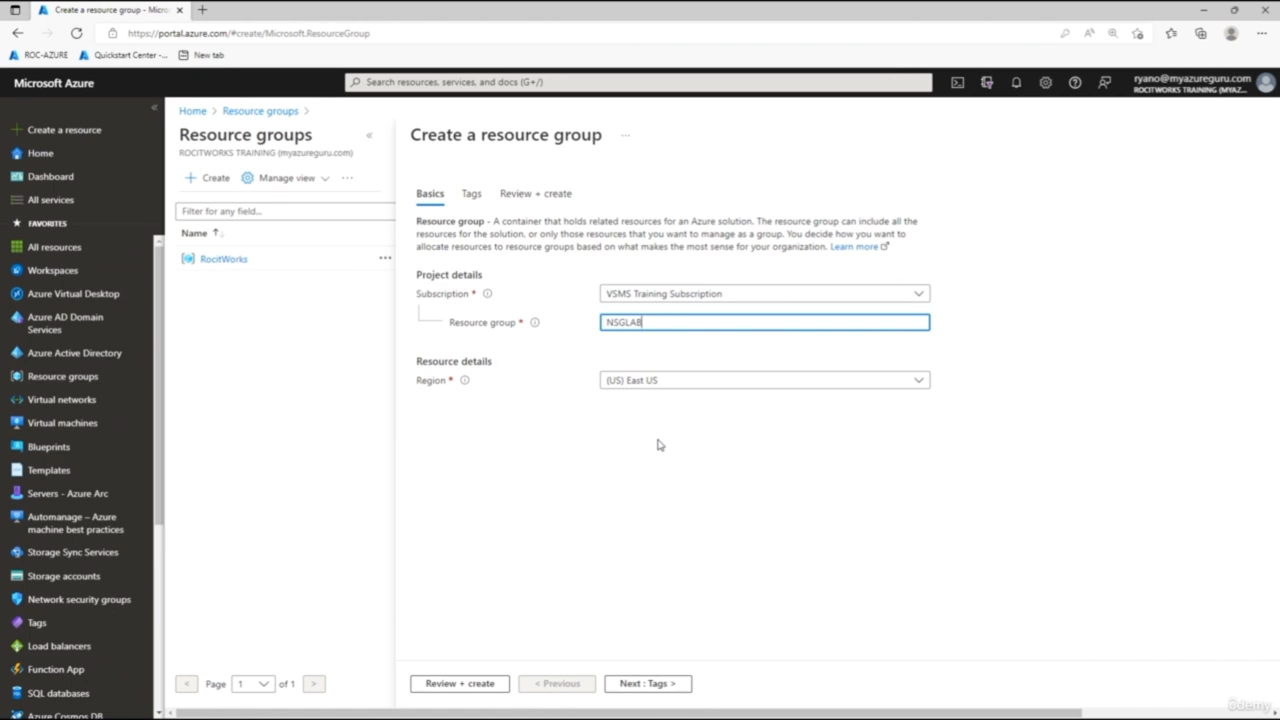 Create a resource group - Micro
https://portal.azure.com/#create/Microsoft.ResourceGroup
ROC-AZURE
Quickstart Center -...
New tab
Microsoft Azure
Search resources, services, and docs (G+/)
ryano@myazureguru.com
ROCITWORKS TRAINING (MYAZ...
Create a resource
Home
Dashboard
All services
FAVORITES
All resources
Workspaces
Azure Virtual Desktop
Azure AD Domain
Services
Azure Active Directory
Resource groups
Virtual networks
Virtual machines
Blueprints
Templates
Servers - Azure Arc
Automanage – Azure
machine best practices
Storage Sync Services
Storage accounts
Network security groups
Tags
Load balancers
Function App
SQL databases
Azure Cosmos DB
Home > Resource groups >
Resource groups
ROCITWORKS TRAINING (myazureguru.com)
+ Create
Manage view
...
Filter for any field...
Name ↑
RocitWorks
...
< Page 1 of 1 >
Create a resource group
...
Basics Tags Review + create
Resource group - A container that holds related resources for an Azure solution. The resource group can include all the
resources for the solution, or only those resources that you want to manage as a group. You decide how you want to
allocate resources to resource groups based on what makes the most sense for your organization. Learn more
Project details
Subscription *
VSMS Training Subscription
Resource group *
NSGLAB
Resource details
Region *
(US) East US
Review + create
< Previous
Next : Tags >
ûdemy